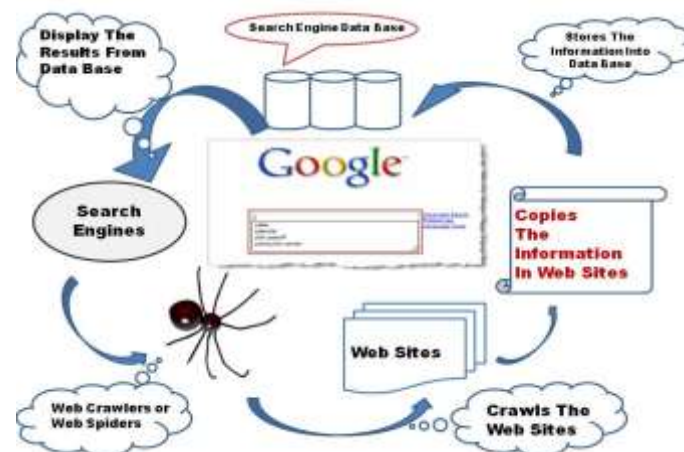 Display The
Results From
Data Base
Search Engine Data Base
Stores The
Information Into
Data Base
Google
Search
Engines
Copies
The
Information
In Web Sites
Web Sites
Web Crawlers or
Web Spiders
Crawls The
Web Sites